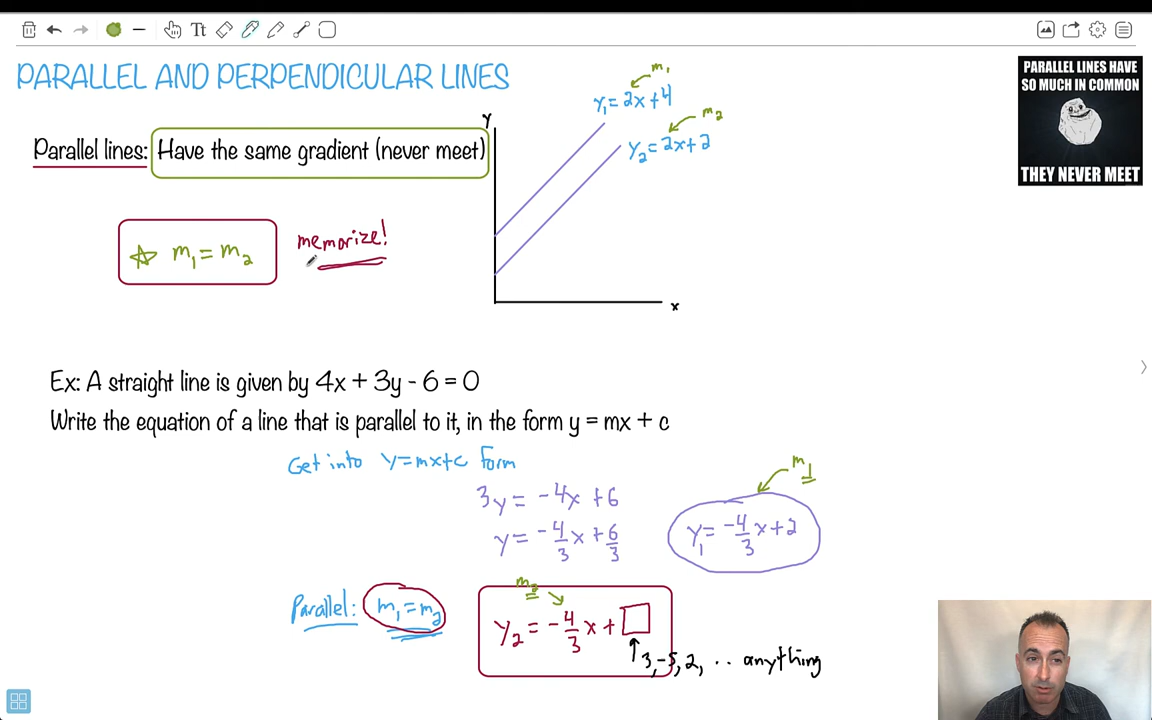 Tt
PARALLEL AND PERPENDICULAR LINES
Parallel lines: Have the same gradient (never meet)
☆ m₁ = m₂
memorize!
Y
x
m₁
y₁ = 2x + 4
m₂
y₂ = 2x + 2
PARALLEL LINES HAVE
SO MUCH IN COMMON
THEY NEVER MEET
Ex: A straight line is given by 4x + 3y - 6 = 0
Write the equation of a line that is parallel to it, in the form y = mx + c
Get into y=mx+c form
3y = -4x + 6
y = -4/3 x + 6/3
m₁
y₁ = -4/3 x + 2
Parallel: m₁ = m₂
m₂
y₂ = -4/3 x + □
3, -5, 2, .. anything